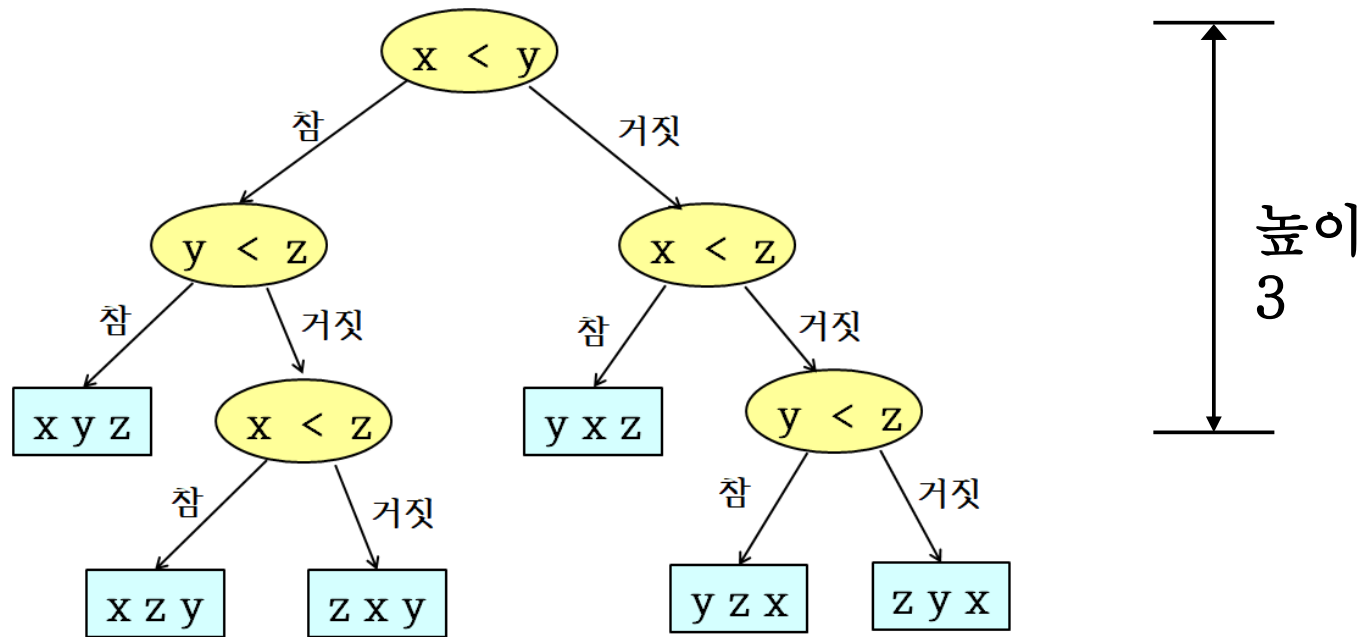 x < y
참
거짓
y < z
x < z
높이
3
참
거짓
참
거짓
x y z
x < z
y x z
y < z
참
거짓
참
거짓
x z y
z x y
y z x
z y x